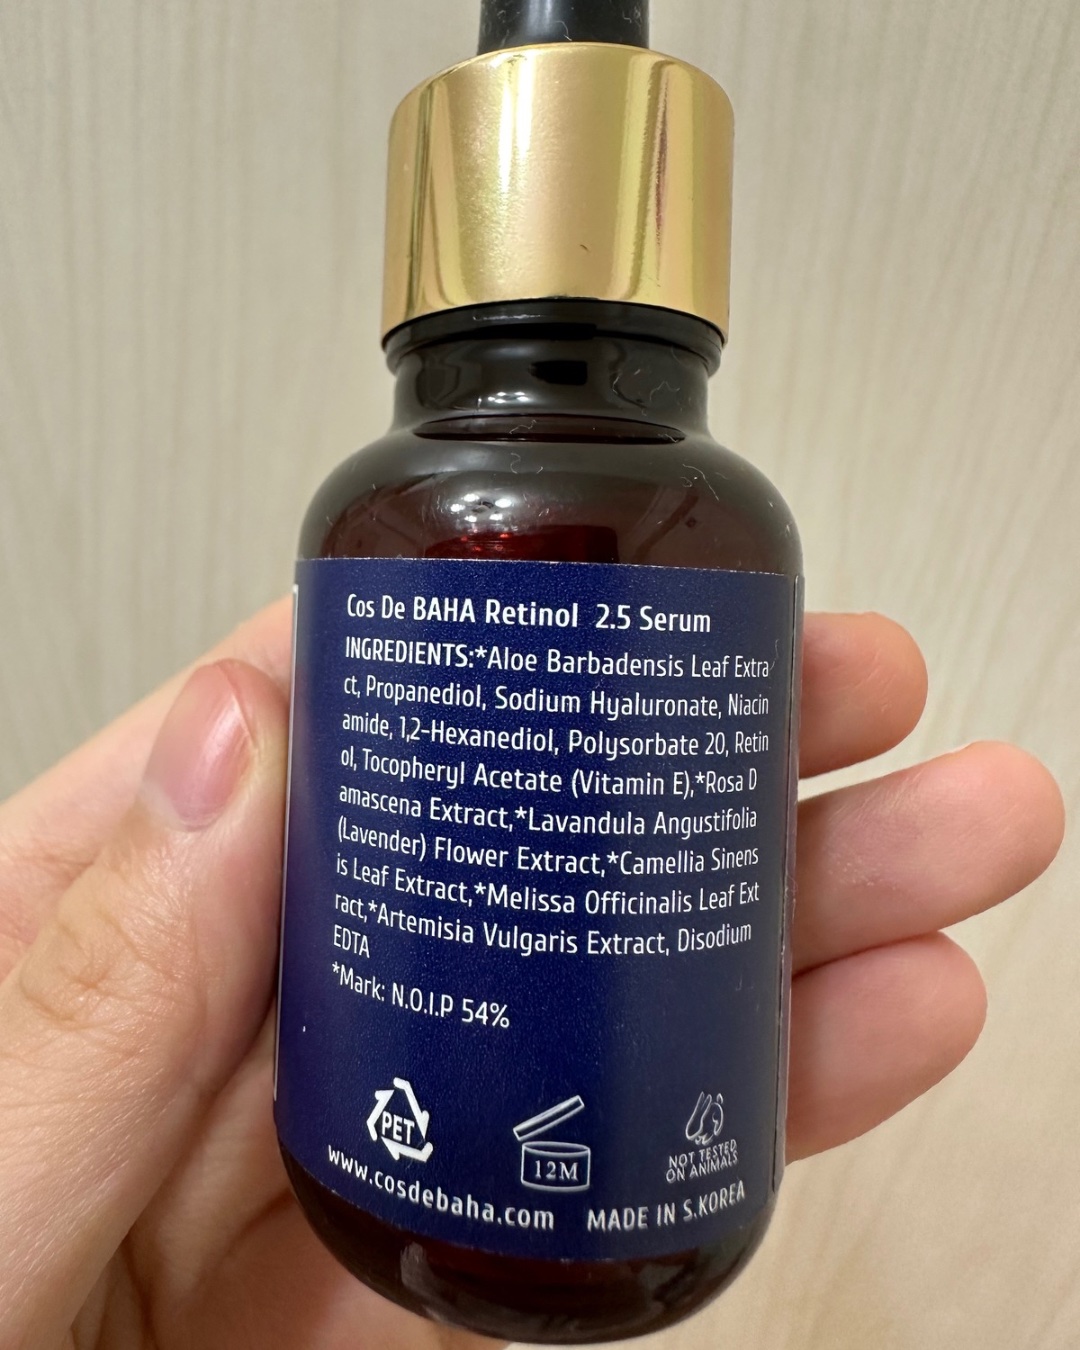 Cos De BAHA Retinol 2.5 Serum
INGREDIENTS:*Aloe Barbadensis Leaf Extra
ct, Propanediol, Sodium Hyaluronate, Niacin
amide, 1,2-Hexanediol, Polysorbate 20, Retin
ol, Tocopheryl Acetate (Vitamin E),*Rosa D
amascena Extract,*Lavandula Angustifolia
(Lavender) Flower Extract,*Camellia Sinens
is Leaf Extract,*Melissa Officinalis Leaf Ext
ract,*Artemisia Vulgaris Extract, Disodium
EDTA
*Mark: N.O.I.P 54%
PET
12M
NOT TESTED
ON ANIMALS
www.cosdebaha.com
MADE IN S.KOREA